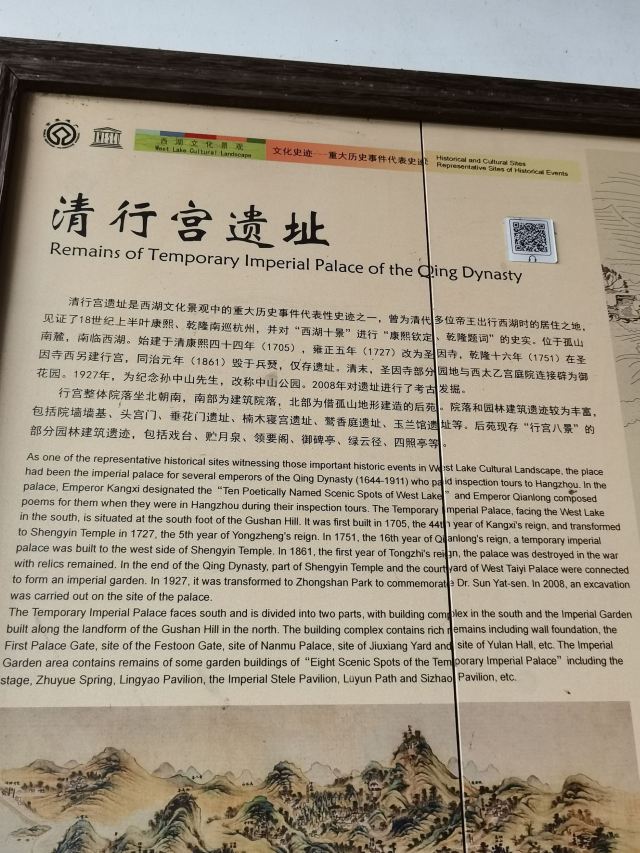 西湖文化景观
West Lake Cultural Landscape
文化史迹——重大历史事件代表史迹
Historical and Cultural Sites
Representative Sites of Historical Events
清行宫遗址
Remains of Temporary Imperial Palace of the Qing Dynasty
清行宫遗址是西湖文化景观中的重大历史事件代表性史迹之一，曾为清代多位帝王出行西湖时的居住之地，
见证了18世纪上半叶康熙、乾隆南巡杭州，并对“西湖十景”进行“康熙钦定、乾隆题词”的史实。位于孤山
南麓，南临西湖。始建于清康熙四十四年（1705），雍正五年（1727）改为圣因寺，乾隆十六年（1751）在圣
因寺西另建行宫，同治元年（1861）毁于兵燹，仅存遗址。清末，圣因寺部分园地与西太乙宫庭院连接辟为御
花园。1927年，为纪念孙中山先生，改称中山公园。2008年对遗址进行了考古发掘。
行宫整体院落坐北朝南，南部为建筑院落，北部为借孤山地形建造的后苑。院落和园林建筑遗迹较为丰富，
包括院墙墙基、头宫门、垂花门遗址、楠木寝宫遗址、鹫香庭遗址、玉兰馆遗址等。后苑现存“行宫八景”的
部分园林建筑遗迹，包括戏台、贮月泉、领要阁、御碑亭、绿云径、四照亭等。
As one of the representative historical sites witnessing those important historic events in West Lake Cultural Landscape, the place
had been the imperial palace for several emperors of the Qing Dynasty (1644-1911) who paid inspection tours to Hangzhou. In the
palace, Emperor Kangxi designated the “Ten Poetically Named Scenic Spots of West Lake” and Emperor Qianlong composed
poems for them when they were in Hangzhou during their inspection tours. The Temporary Imperial Palace, facing the West Lake
in the south, is situated at the south foot of the Gushan Hill. It was first built in 1705, the 44th year of Kangxi's reign, and transformed
to Shengyin Temple in 1727, the 5th year of Yongzheng's reign. In 1751, the 16th year of Qianlong's reign, a temporary imperial
palace was built to the west side of Shengyin Temple. In 1861, the first year of Tongzhi's reign, the palace was destroyed in the war
with relics remained. In the end of the Qing Dynasty, part of Shengyin Temple and the courtyard of West Taiyi Palace were connected
to form an imperial garden. In 1927, it was transformed to Zhongshan Park to commemorate Dr. Sun Yat-sen. In 2008, an excavation
was carried out on the site of the palace.
The Temporary Imperial Palace faces south and is divided into two parts, with building complex in the south and the Imperial Garden
built along the landform of the Gushan Hill in the north. The building complex contains rich remains including wall foundation, the
First Palace Gate, site of the Festoon Gate, site of Nanmu Palace, site of Jiuxiang Yard and site of Yulan Hall, etc. The Imperial
Garden area contains remains of some garden buildings of “Eight Scenic Spots of the Temporary Imperial Palace” including the
stage, Zhuyue Spring, Lingyao Pavilion, the Imperial Stele Pavilion, Lüyun Path and Sizhao Pavilion, etc.